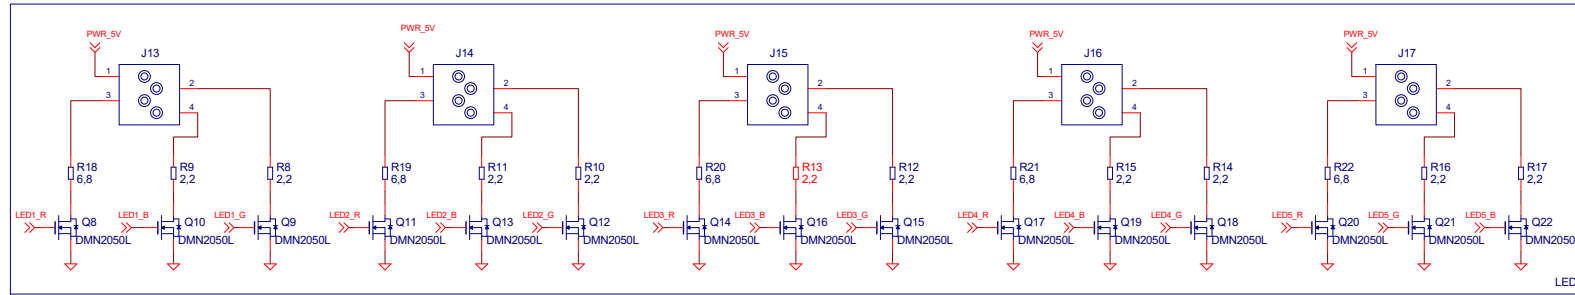 PWR_5V
J13
1
2
3
4
R18
6,8
R9
2,2
R8
2,2
LED1_R
Q8
DMN2050L
LED1_B
Q10
DMN2050L
LED1_G
Q9
DMN2050L
PWR_5V
J14
1
2
3
4
R19
6,8
R11
2,2
R10
2,2
LED2_R
Q11
DMN2050L
LED2_B
Q13
DMN2050L
LED2_G
Q12
DMN2050L
PWR_5V
J15
1
2
3
4
R20
6,8
R13
2,2
R12
2,2
LED3_R
Q14
DMN2050L
LED3_B
Q16
DMN2050L
LED3_G
Q15
DMN2050L
PWR_5V
J16
1
2
3
4
R21
6,8
R15
2,2
R14
2,2
LED4_R
Q17
DMN2050L
LED4_B
Q19
DMN2050L
LED4_G
Q18
DMN2050L
PWR_5V
J17
1
2
3
4
R22
6,8
R16
2,2
R17
2,2
LED5_R
Q20
DMN2050L
LED5_G
Q21
DMN2050L
LED5_B
Q22
DMN2050
LED